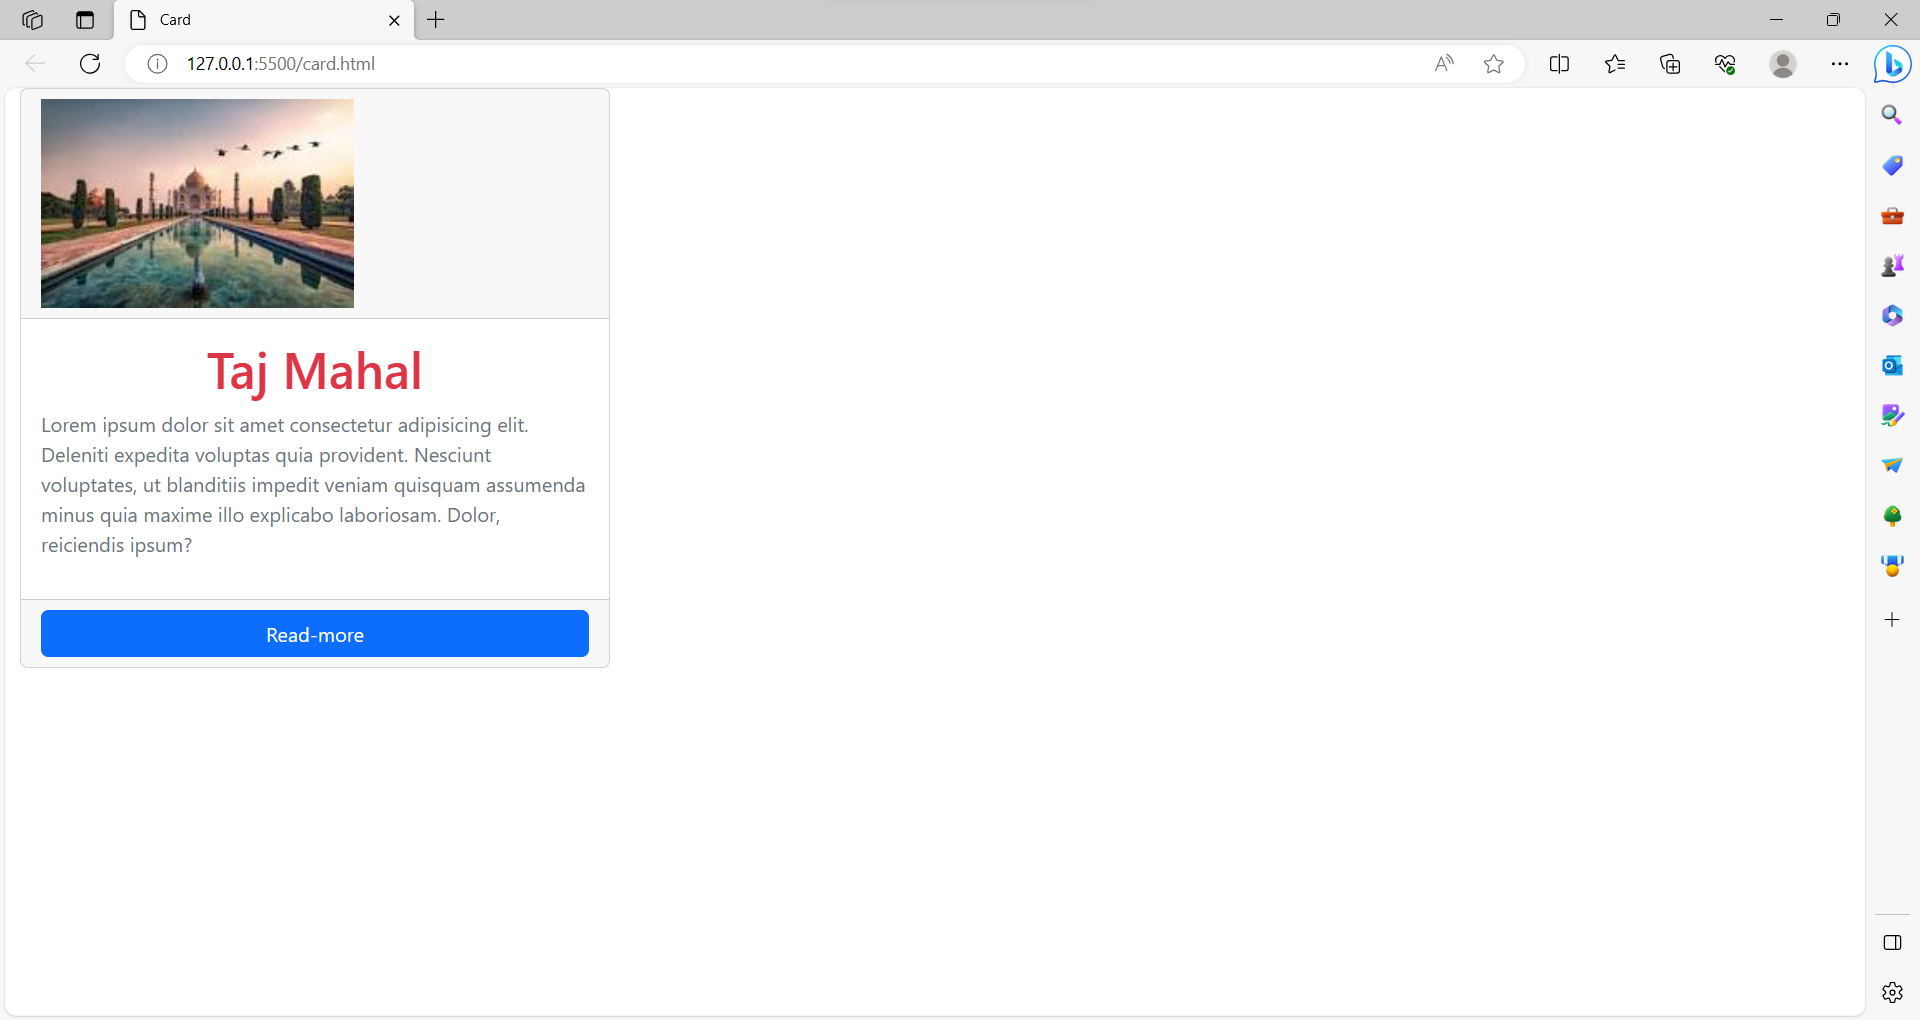 Card
127.0.0.1:5500/card.html
Taj Mahal
Lorem ipsum dolor sit amet consectetur adipisicing elit.
Deleniti expedita voluptas quia provident. Nesciunt
voluptates, ut blanditiis impedit veniam quisquam assumenda
minus quia maxime illo explicabo laboriosam. Dolor,
reiciendis ipsum?
Read-more